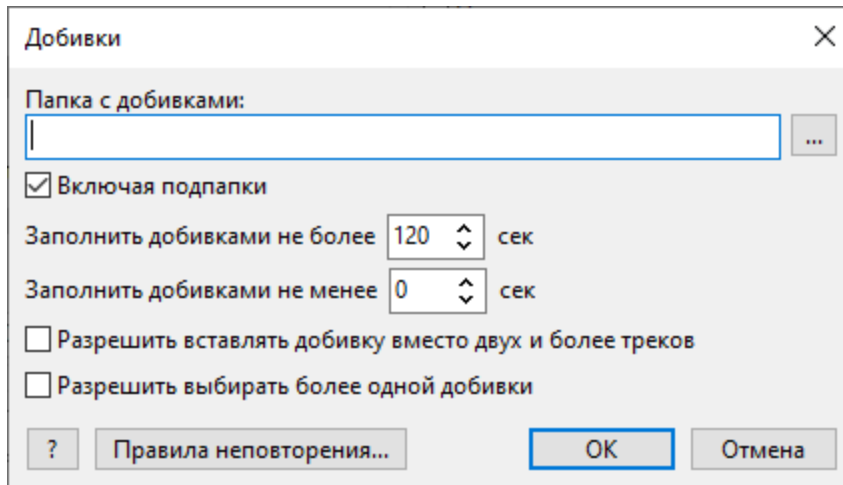 Добивки
Папка с добивками:
...
Включая подпапки
Заполнить добивками не более 120 сек
Заполнить добивками не менее 0 сек
Разрешить вставлять добивку вместо двух и более треков
Разрешить выбирать более одной добивки
? Правила неповторения... OK Отмена